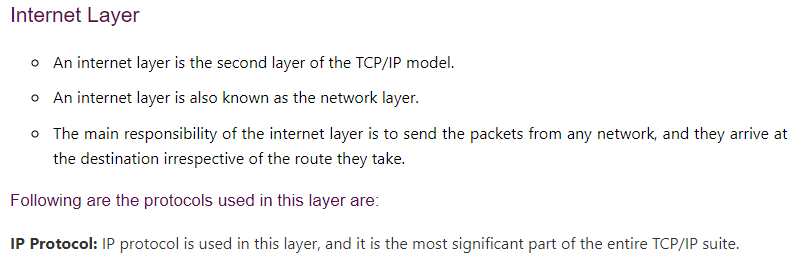 Internet Layer
An internet layer is the second layer of the TCP/IP model.
An internet layer is also known as the network layer.
The main responsibility of the internet layer is to send the packets from any network, and they arrive at
the destination irrespective of the route they take.
Following are the protocols used in this layer are:
IP Protocol: IP protocol is used in this layer, and it is the most significant part of the entire TCP/IP suite.